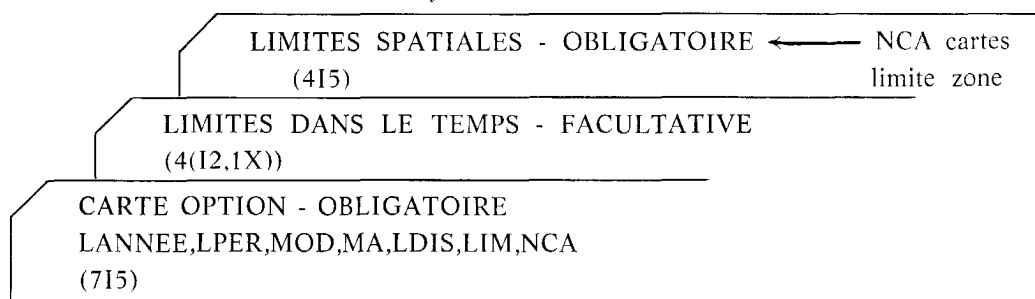 LIMITES SPATIALES - OBLIGATOIRE NCA cartes
(4I5) limite zone
LIMITES DANS LE TEMPS - FACULTATIVE
(4(I2,1X))
CARTE OPTION - OBLIGATOIRE
LANNEE,LPER,MOD,MA,LDIS,LIM,NCA
(7I5)